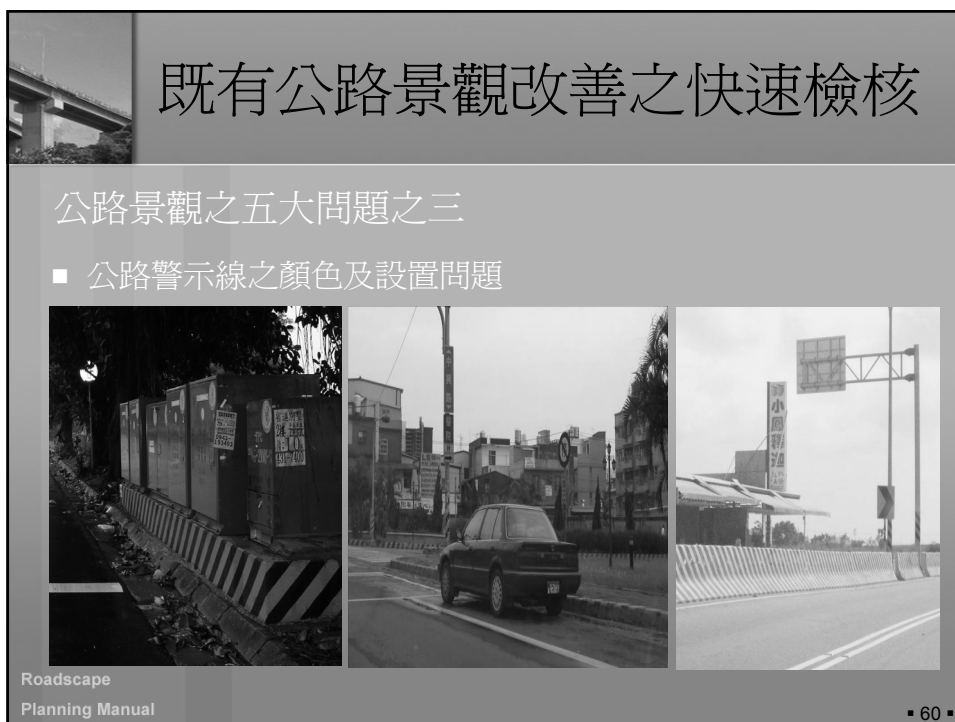 既有公路景觀改善之快速檢核
公路景觀之五大問題之三
■ 公路警示線之顏色及設置問題
Roadscape
Planning Manual
▪ 60 ▪